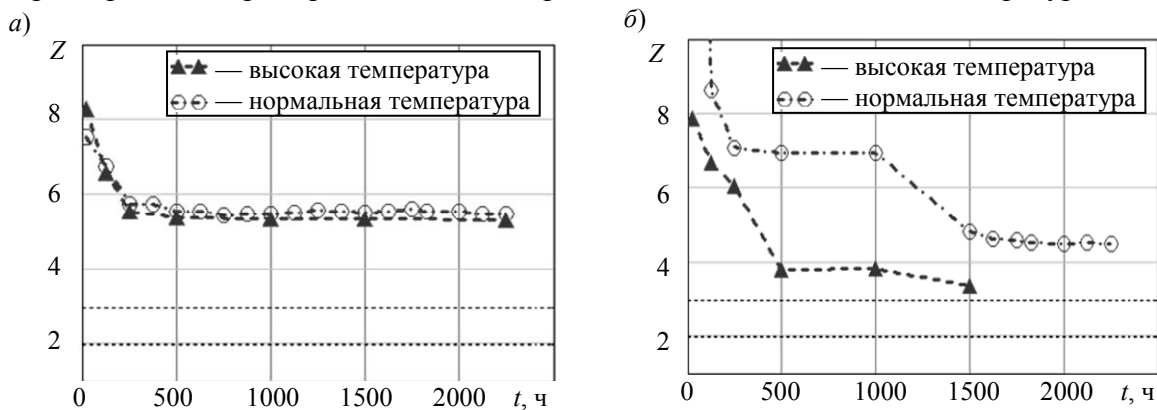 а)
Z
высокая температура
нормальная температура
8
6
4
2
0 500 1000 1500 2000 t, ч
б)
Z
высокая температура
нормальная температура
8
6
4
2
0 500 1000 1500 2000 t, ч